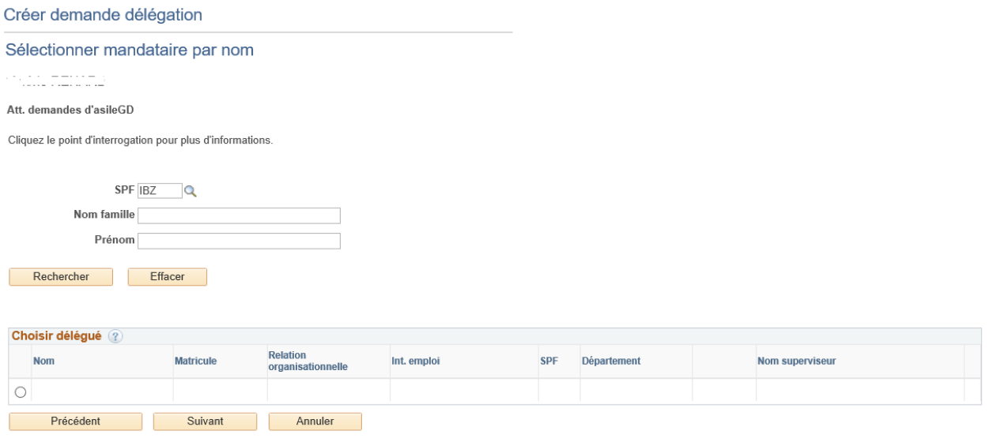 Créer demande délégation
Sélectionner mandataire par nom
Att. demandes d'asileGD
Cliquez le point d'interrogation pour plus d'informations.
SPF IBZ
Nom famille
Prénom
Rechercher Effacer
Choisir délégué ?
Nom Matricule Relation organisationnelle Int. emploi SPF Département Nom superviseur
Précédent Suivant Annuler